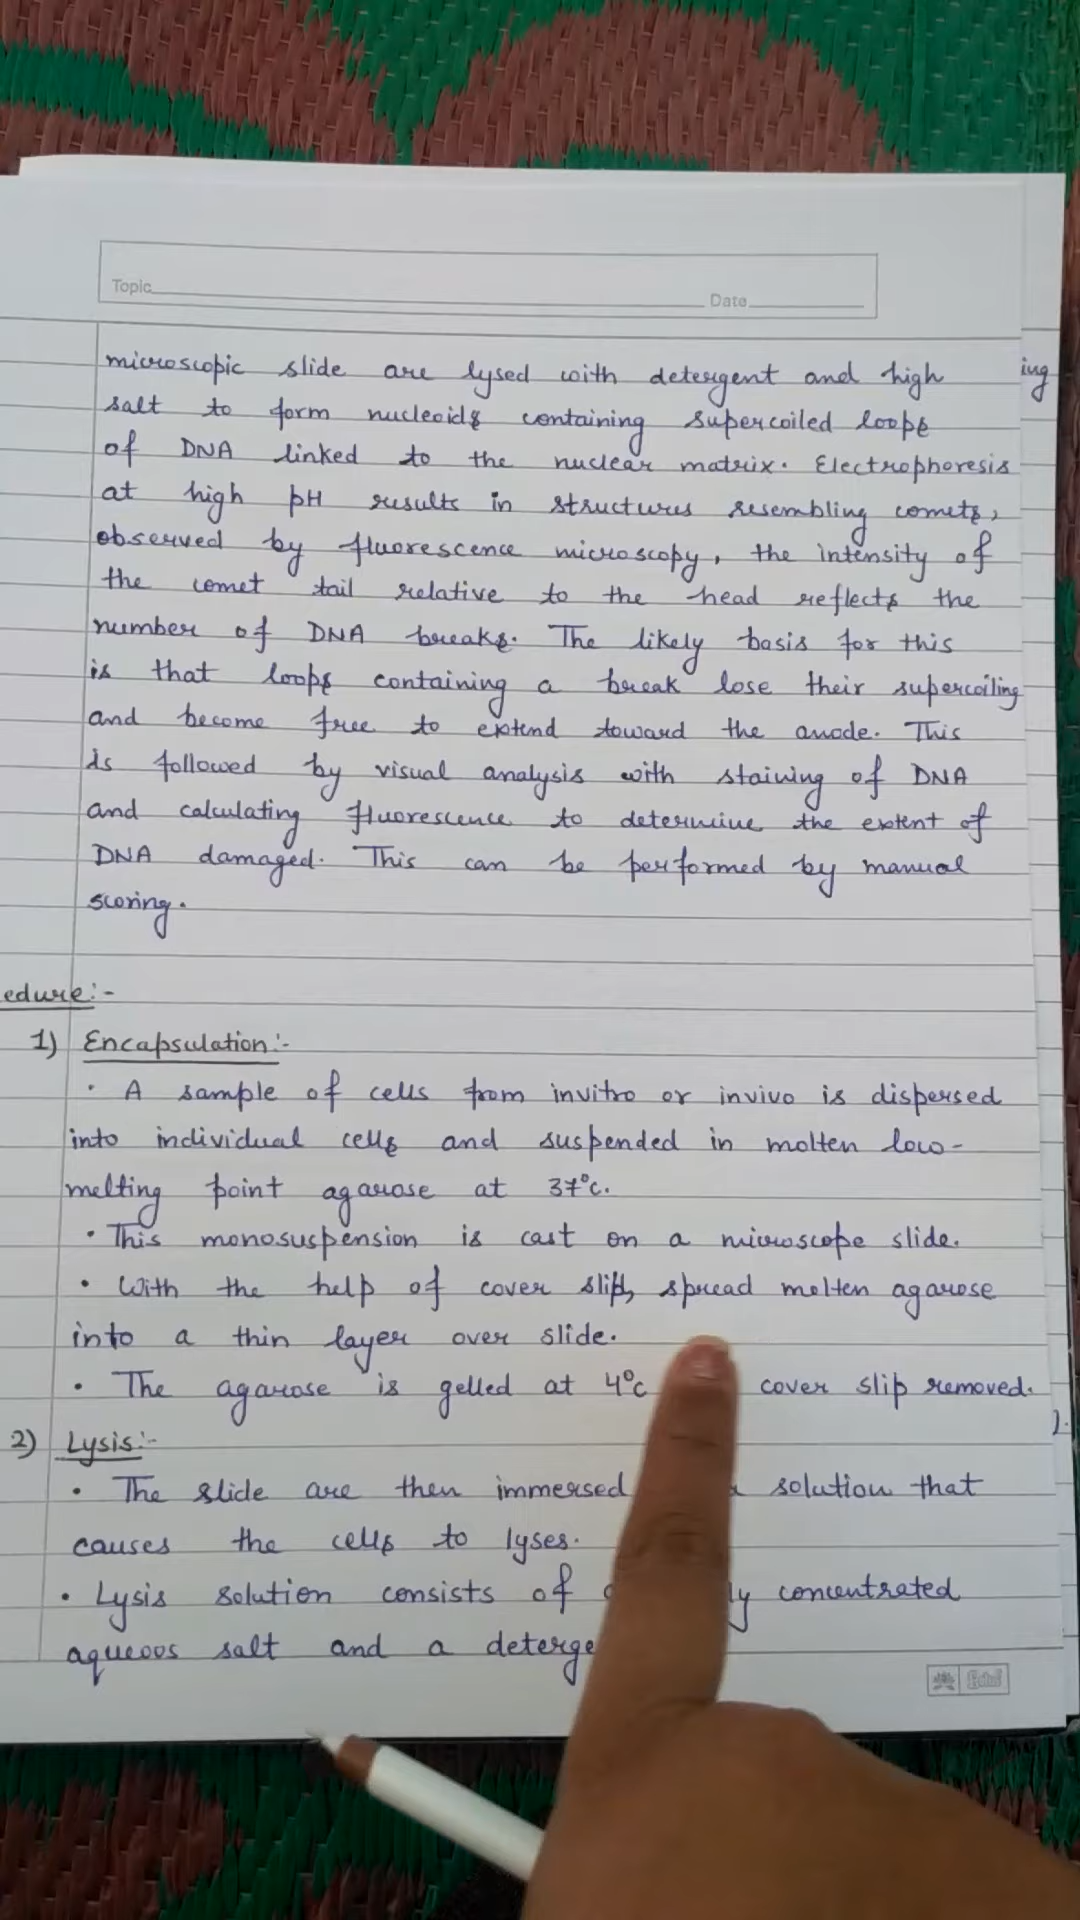 Topic Date
microscopic slide are lysed with detergent and high
salt to form nucleoids containing supercoiled loops
of DNA linked to the nuclear matrix. Electrophoresis
at high pH results in structures resembling comets,
observed by fluorescence microscopy, the intensity of
the comet tail relative to the head reflects the
number of DNA breaks. The likely basis for this
is that loops containing a break lose their supercoiling
and become free to extend toward the anode. This
is followed by visual analysis with staining of DNA
and calculating fluorescence to determine the extent of
DNA damaged. This can be performed by manual
scoring.
edure:-
1) Encapsulation:-
· A sample of cells from invitro or invivo is dispersed
into individual cells and suspended in molten low-
melting point agarose at 37°c.
· This monosuspension is cast on a microscope slide.
· With the help of cover slip, spread molten agarose
into a thin layer over slide.
· The agarose is gelled at 4°c cover slip removed.
2) Lysis:-
· The slide are then immersed solution that
causes the cells to lyses.
· Lysis solution consists of ly concentrated
aqueous salt and a deterge
ing
).